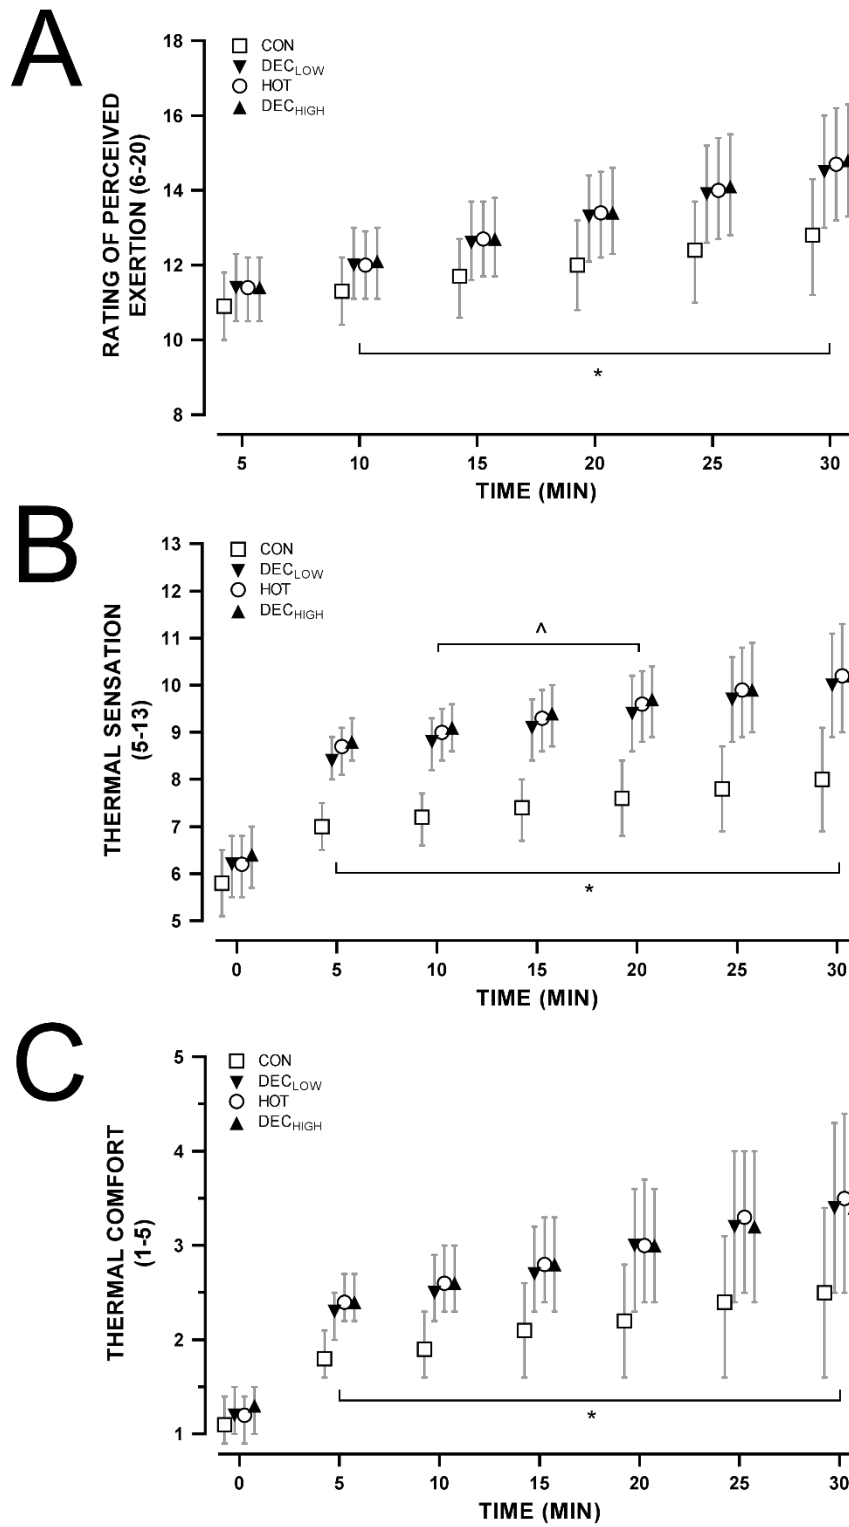 A
RATING OF PERCEIVED
EXERTION (6-20)
18
16
14
12
10
8
CON
DECLOW
HOT
DECHIGH
*
5
10
15
20
25
30
TIME (MIN)
B
THERMAL SENSATION
(5-13)
13
12
11
10
9
8
7
6
5
CON
DECLOW
HOT
DECHIGH
^
*
0
5
10
15
20
25
30
TIME (MIN)
C
THERMAL COMFORT
(1-5)
5
4
3
2
1
CON
DECLOW
HOT
DECHIGH
*
0
5
10
15
20
25
30
TIME (MIN)